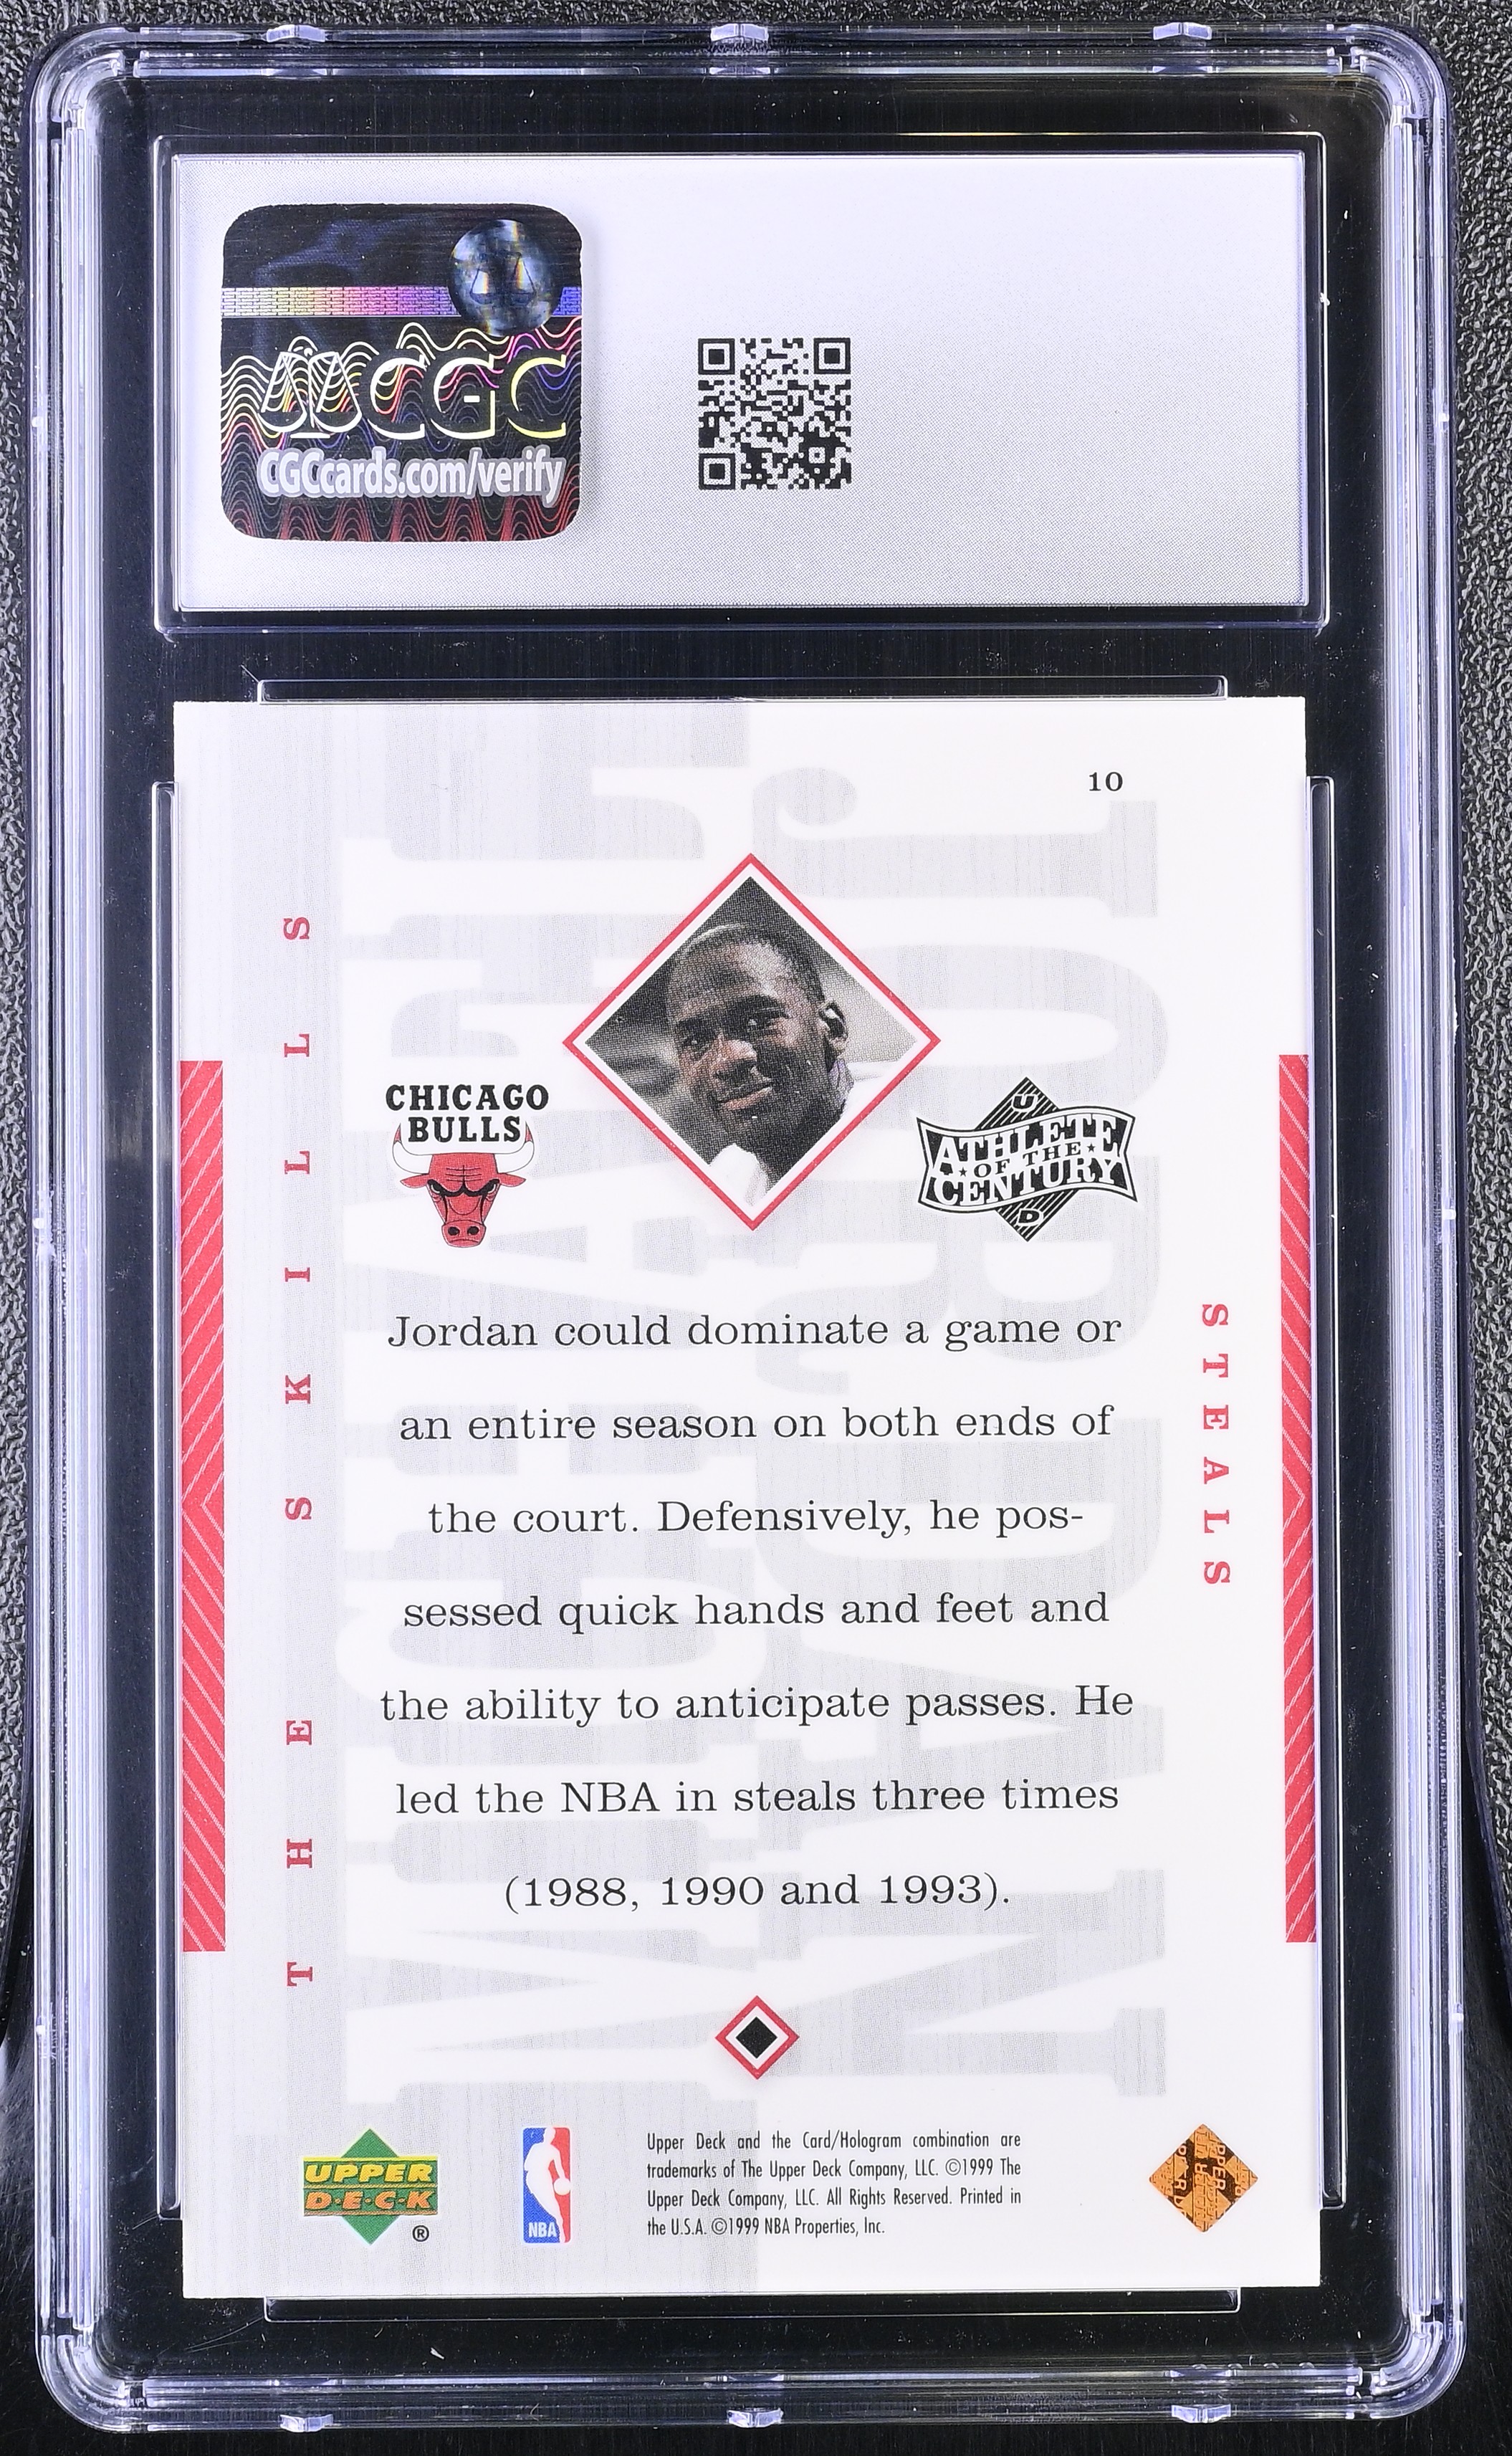 CGC
CGCcards.com/verify
10
THE SKILLS
CHICAGO
BULLS
U
ATHLETE
OF THE
CENTURY
D
STEALS
MICHAEL
JORDAN
Jordan could dominate a game or
an entire season on both ends of
the court. Defensively, he pos-
sessed quick hands and feet and
the ability to anticipate passes. He
led the NBA in steals three times
(1988, 1990 and 1993).
UPPER
D·E·C·K
®
NBA
Upper Deck and the Card/Hologram combination are
trademarks of The Upper Deck Company, LLC. ©1999 The
Upper Deck Company, LLC. All Rights Reserved. Printed in
the U.S.A. ©1999 NBA Properties, Inc.